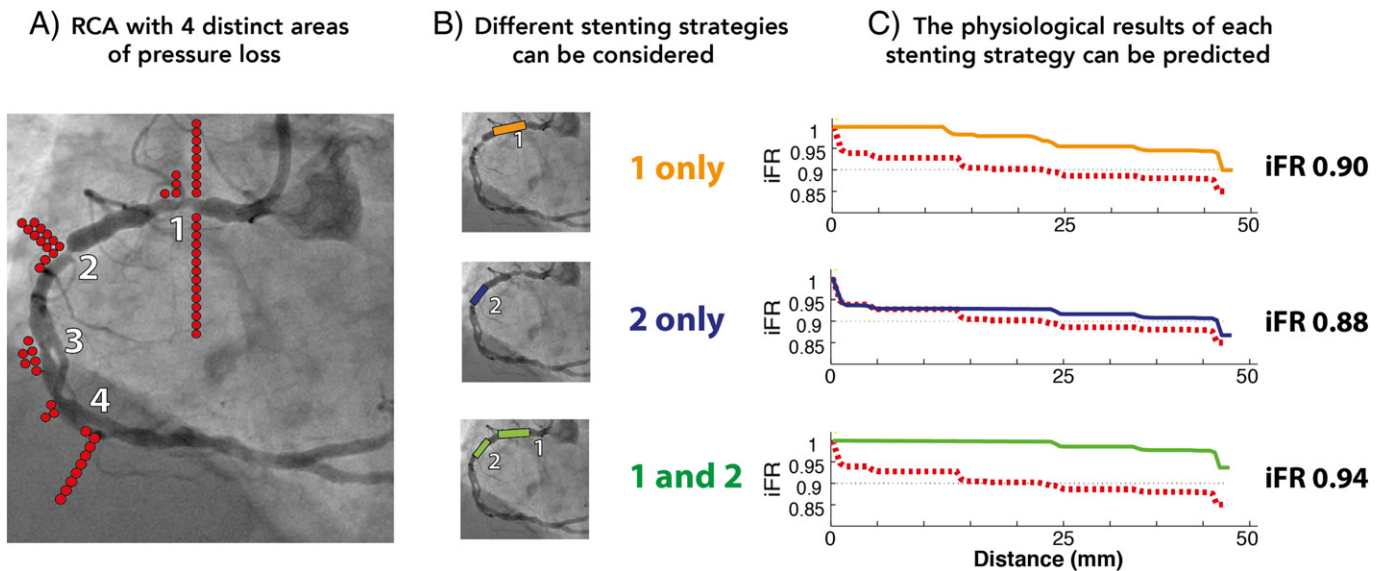 A) RCA with 4 distinct areas
of pressure loss
1
2
3
4
B) Different stenting strategies
can be considered
1
1 only
2
2 only
1
2
1 and 2
C) The physiological results of each
stenting strategy can be predicted
iFR
1
0.95
0.9
0.85
0
25
50
iFR 0.90
iFR
1
0.95
0.9
0.85
0
25
50
iFR 0.88
iFR
1
0.95
0.9
0.85
0
25
50
Distance (mm)
iFR 0.94